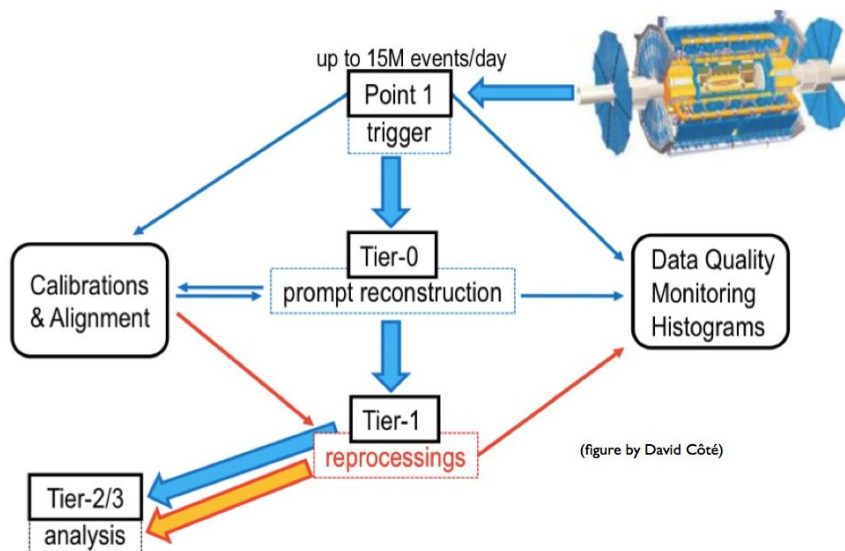 up to 15M events/day
Point 1
trigger
Tier-0
prompt reconstruction
Calibrations
& Alignment
Data Quality
Monitoring
Histograms
Tier-1
reprocessings
(figure by David Côté)
Tier-2/3
analysis